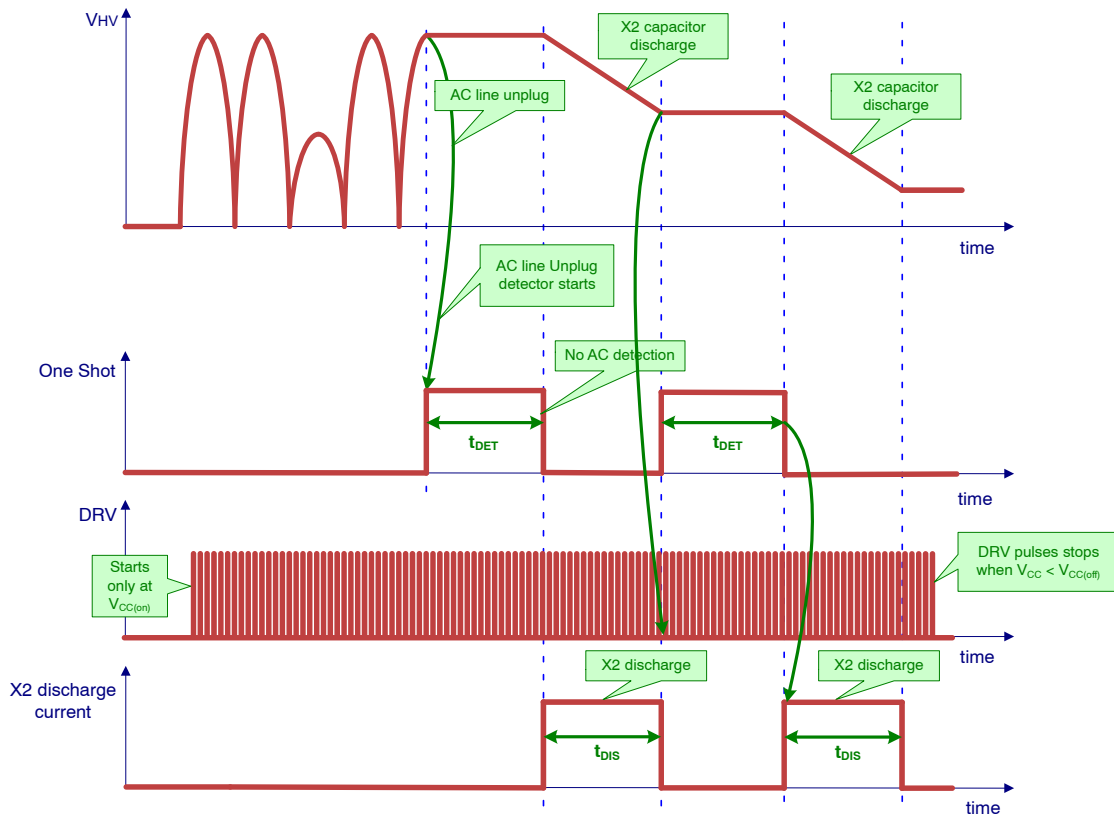 VHV
X2 capacitor
discharge
AC line unplug
X2 capacitor
discharge
time
AC line Unplug
detector starts
One Shot
No AC detection
tDET
tDET
time
DRV
Starts
only at
VCC(on)
DRV pulses stops
when VCC < VCC(off)
time
X2 discharge
current
X2 discharge
X2 discharge
tDIS
tDIS
time